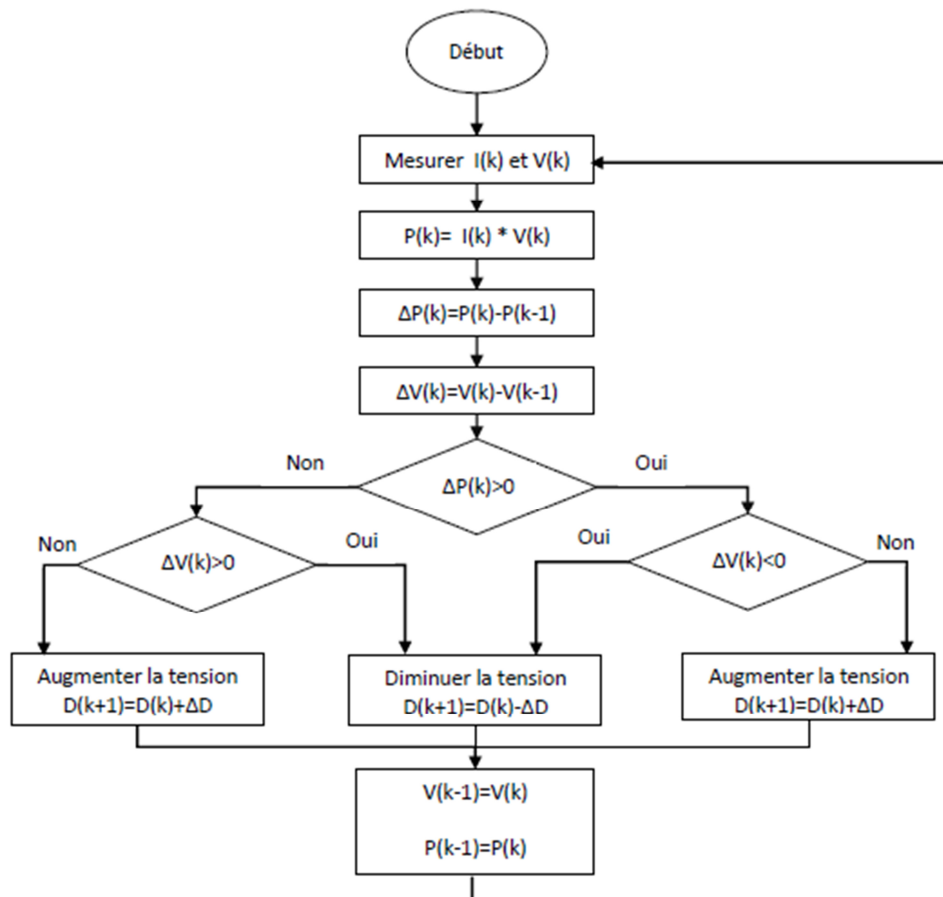 Début
Mesurer I(k) et V(k)
P(k)= I(k) * V(k)
ΔP(k)=P(k)-P(k-1)
ΔV(k)=V(k)-V(k-1)
Non
Oui
ΔP(k)>0
Non
ΔV(k)>0
Oui
Oui
ΔV(k)<0
Non
Augmenter la tension
D(k+1)=D(k)+ΔD
Diminuer la tension
D(k+1)=D(k)-ΔD
Augmenter la tension
D(k+1)=D(k)+ΔD
V(k-1)=V(k)
P(k-1)=P(k)